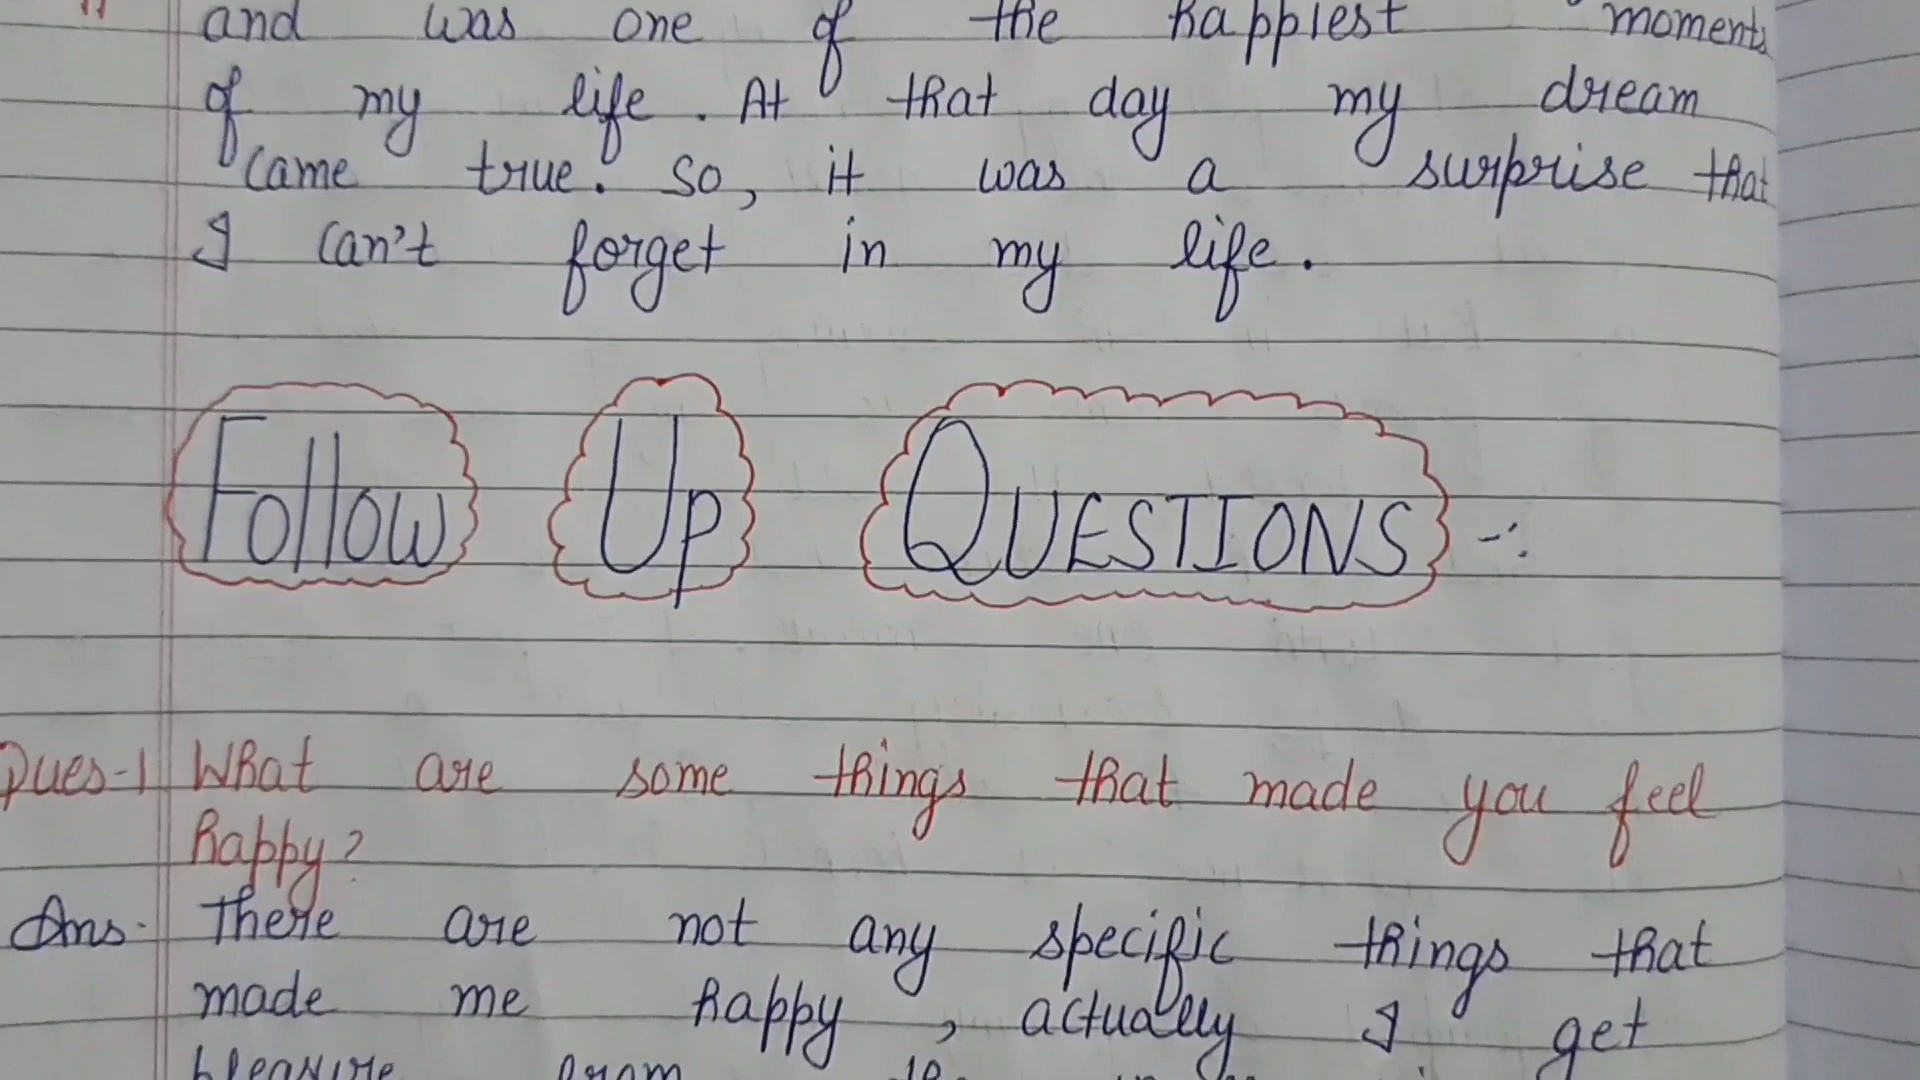 and was one of the happiest moments
of my life. At that day my dream
came true. So, it was a surprise that
I can't forget in my life.
Follow Up QUESTIONS -:
Ques-1 What are some things that made you feel
happy?
Ans. There are not any specific things that
made me happy, actually I get
pleasure from